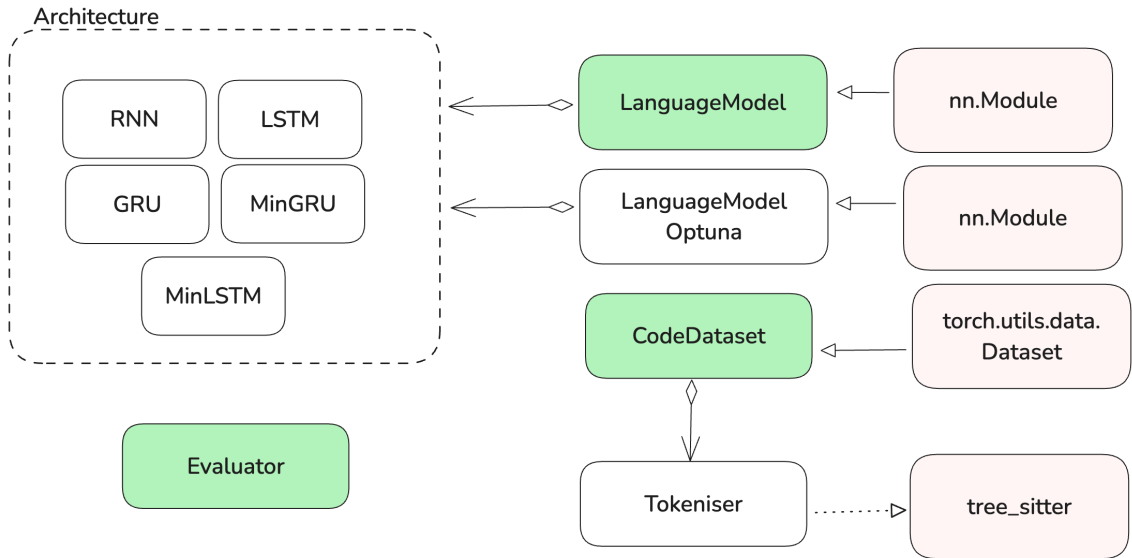 Architecture
RNN
LSTM
GRU
MinGRU
MinLSTM
LanguageModel
nn.Module
LanguageModel
Optuna
nn.Module
CodeDataset
torch.utils.data.
Dataset
Evaluator
Tokeniser
tree_sitter